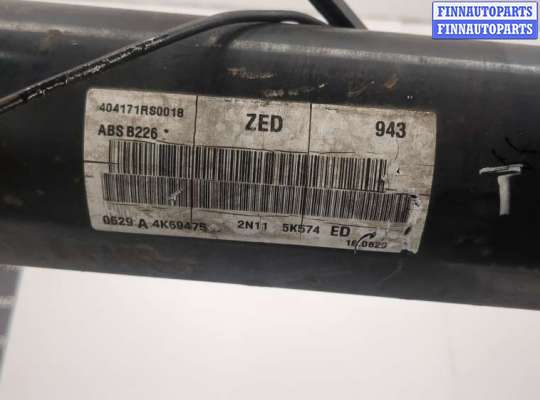 FINNAUTOPARTS
FINNAUTOPARTS
404171RS0018
ZED
943
ABS B226
0629 A 4K69475
2N11 5K574 ED
T